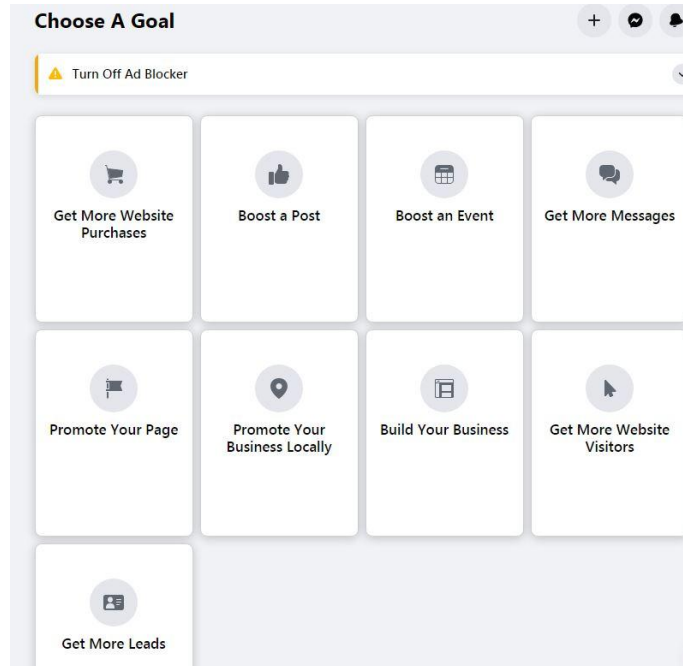 Choose A Goal
Turn Off Ad Blocker
Get More Website
Purchases
Boost a Post
Boost an Event
Get More Messages
Promote Your Page
Promote Your
Business Locally
Build Your Business
Get More Website
Visitors
Get More Leads